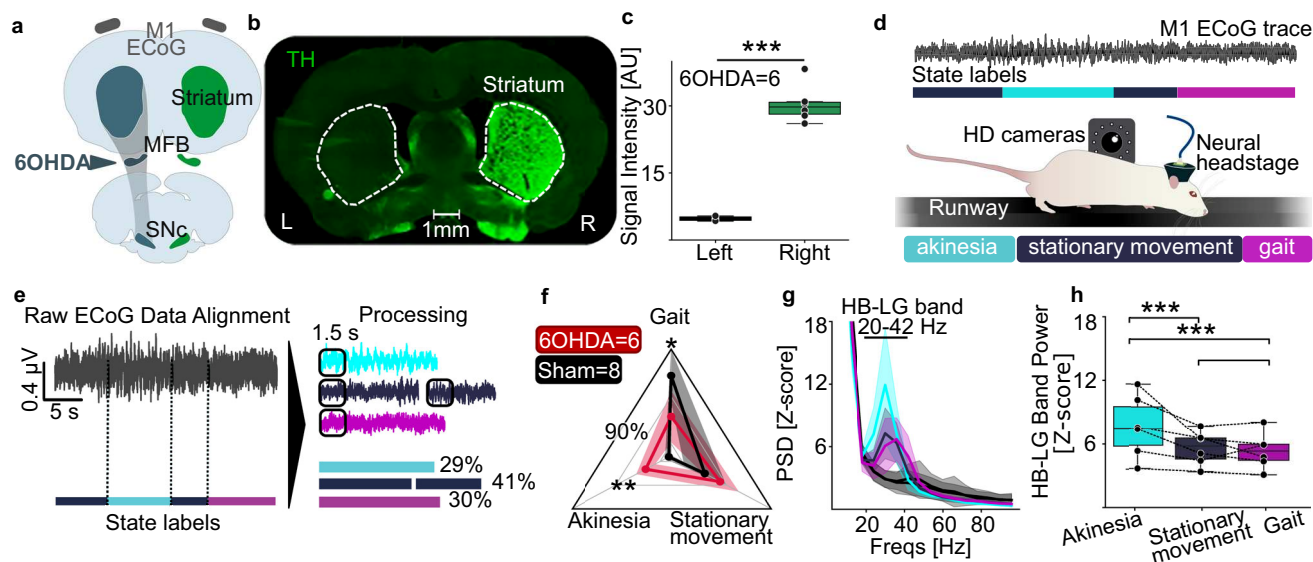 a
M1
ECoG
Striatum
MFB
6OHDA
SNc
b
TH
Striatum
L
1mm
R
c
***
6OHDA=6
Signal Intensity [AU]
30
15
Left
Right
d
M1 ECoG trace
State labels
HD cameras
Neural
headstage
Runway
akinesia
stationary movement
gait
e
Raw ECoG Data Alignment
Processing
1.5 s
0.4 µV
5 s
29%
41%
30%
State labels
f
Gait
6OHDA=6
Sham=8
*
90%
**
Akinesia
Stationary
movement
g
HB-LG band
20-42 Hz
PSD [Z-score]
18
12
6
20
40
60
80
Freqs [Hz]
h
***
***
HB-LG Band Power
[Z-score]
18
12
6
Akinesia
Stationary
movement
Gait